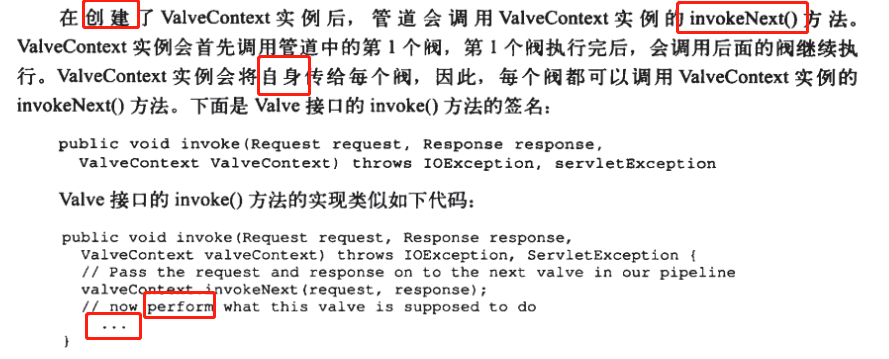 在创建了 ValveContext 实例后，管道会调用 ValveContext 实例的 invokeNext() 方法。
ValveContext 实例会首先调用管道中的第 1 个阀，第 1 个阀执行完后，会调用后面的阀继续执
行。ValveContext 实例会将自身传给每个阀，因此，每个阀都可以调用 ValveContext 实例的
invokeNext() 方法。下面是 Valve 接口的 invoke() 方法的签名：
public void invoke(Request request, Response response,
ValveContext ValveContext) throws IOException, servletException
Valve 接口的 invoke() 方法的实现类似如下代码：
public void invoke(Request request, Response response,
ValveContext valveContext) throws IOException, ServletException {
// Pass the request and response on to the next valve in our pipeline
valveContext.invokeNext(request, response);
// now perform what this valve is supposed to do
...
}